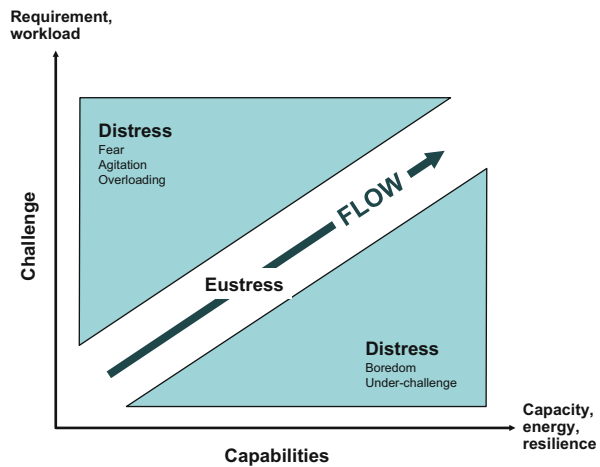 Requirement,
workload
Distress
Fear
Agitation
Overloading
FLOW
Challenge
Eustress
Distress
Boredom
Under-challenge
Capacity,
energy,
resilience
Capabilities